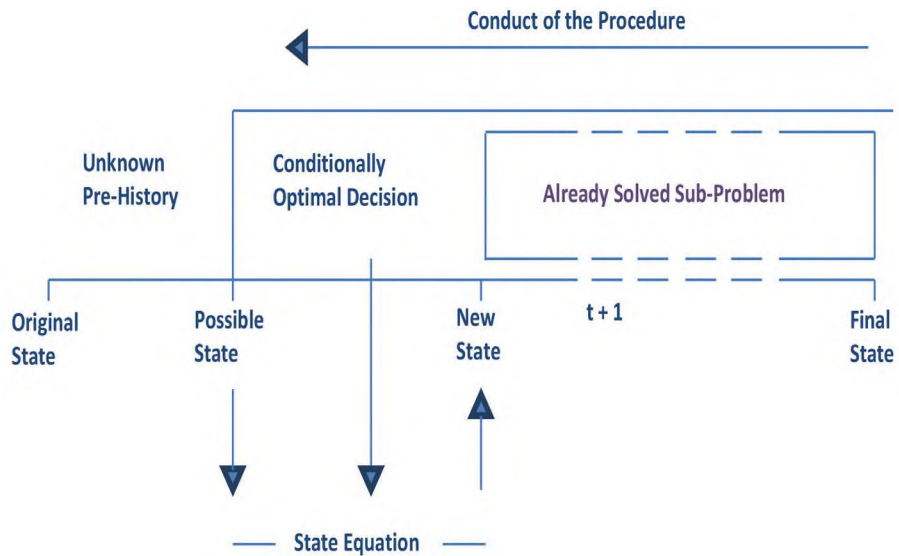 Conduct of the Procedure
Unknown
Pre-History
Conditionally
Optimal Decision
Already Solved Sub-Problem
Original
State
Possible
State
New
State
t + 1
Final
State
State Equation